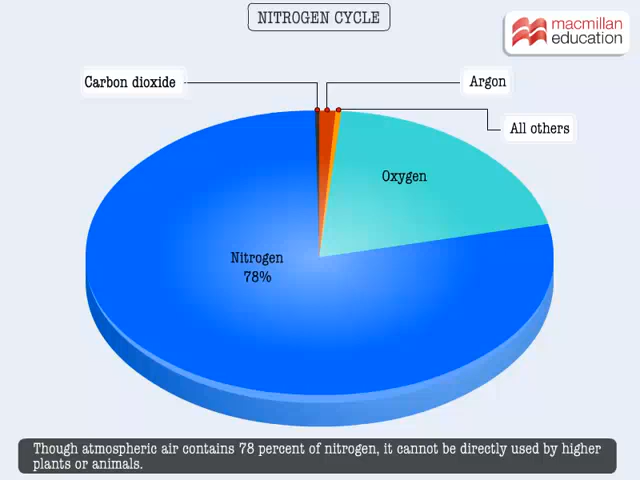 NITROGEN CYCLE
macmillan
education
Carbon dioxide
Argon
All others
Oxygen
Nitrogen
78%
Though atmospheric air contains 78 percent of nitrogen, it cannot be directly used by higher
plants or animals.